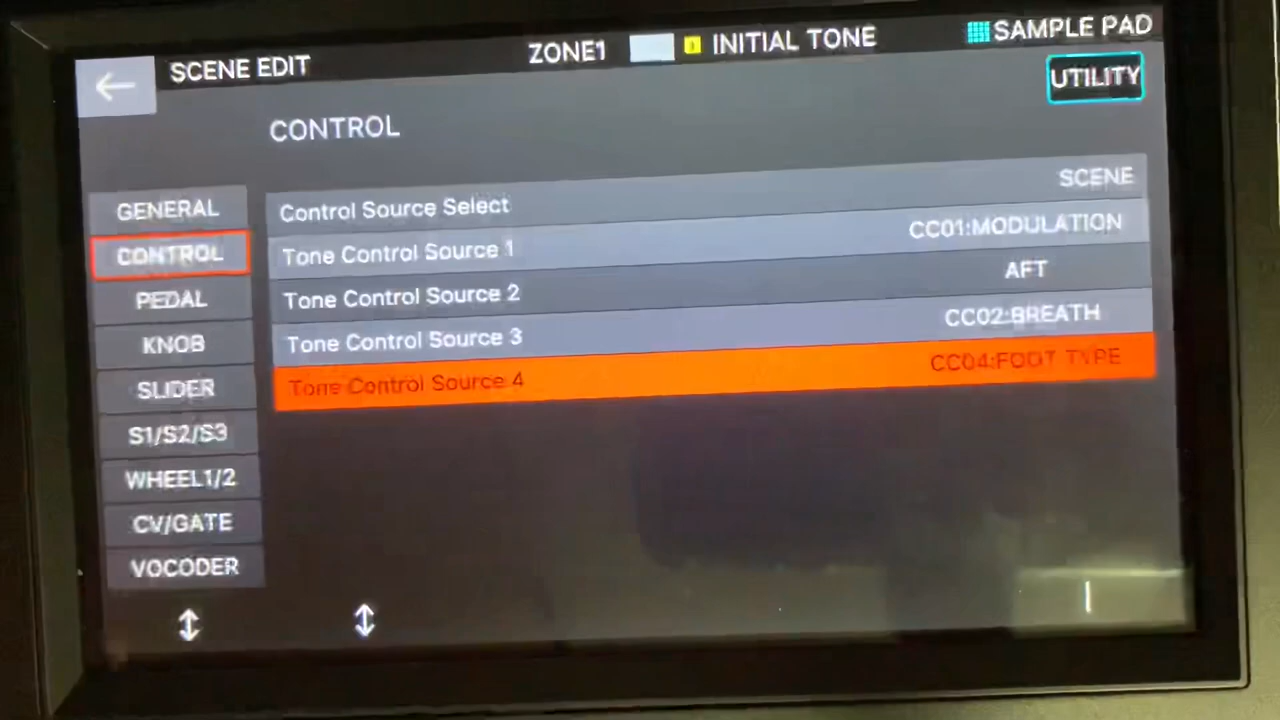 SCENE EDIT ZONE1 INITIAL TONE SAMPLE PAD
UTILITY
CONTROL
GENERAL
CONTROL
PEDAL
KNOB
SLIDER
S1/S2/S3
WHEEL1/2
CV/GATE
VOCODER
Control Source Select SCENE
Tone Control Source 1 CC01:MODULATION
Tone Control Source 2 AFT
Tone Control Source 3 CC02:BREATH
Tone Control Source 4 CC04:FOOT TYPE